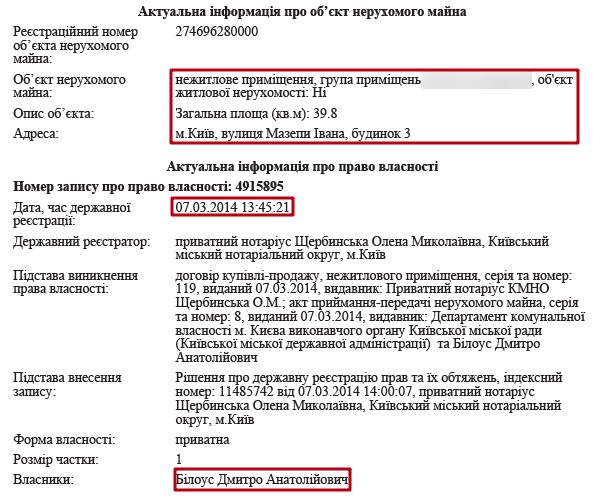 Актуальна інформація про об’єкт нерухомого майна
Реєстраційний номер 274696280000
об’єкта нерухомого
майна:
Об’єкт нерухомого нежитлове приміщення, група приміщень , об'єкт
майна: житлової нерухомості: Ні
Опис об’єкта: Загальна площа (кв.м): 39.8
Адреса: м.Київ, вулиця Мазепи Івана, будинок 3
Актуальна інформація про право власності
Номер запису про право власності: 4915895
Дата, час державної 07.03.2014 13:45:21
реєстрації:
Державний реєстратор: приватний нотаріус Щербинська Олена Миколаївна, Київський
міський нотаріальний округ, м.Київ
Підстава виникнення договір купівлі-продажу, нежитлового приміщення, серія та номер:
права власності: 119, виданий 07.03.2014, видавник: Приватний нотаріус КМНО
Щербинська О.М.; акт приймання-передачі нерухомого майна, серія
та номер: 8, виданий 07.03.2014, видавник: Департамент комунальної
власності м. Києва виконавчого органу Київської міської ради
(Київської міської державної адміністрації) та Білоус Дмитро
Анатолійович
Підстава внесення Рішення про державну реєстрацію прав та їх обтяжень, індексний
запису: номер: 11485742 від 07.03.2014 14:00:07, приватний нотаріус
Щербинська Олена Миколаївна, Київський міський нотаріальний
округ, м.Київ
Форма власності: приватна
Розмір частки: 1
Власники: Білоус Дмитро Анатолійович